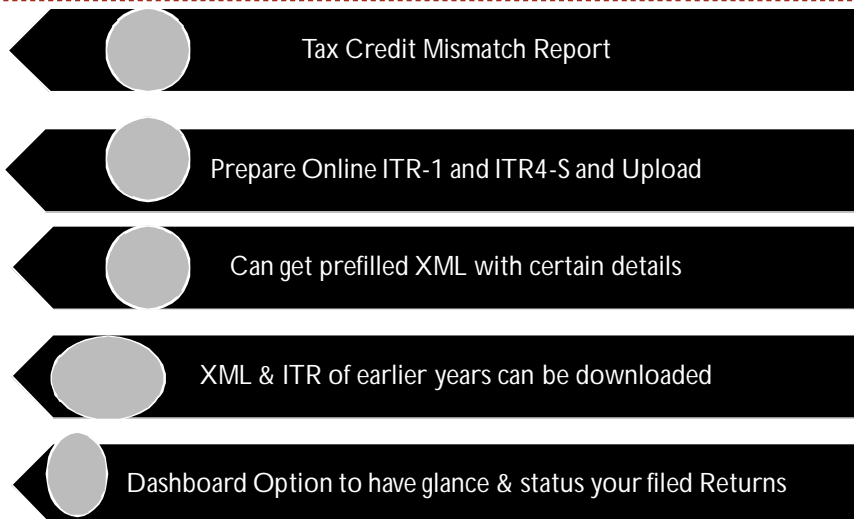 Tax Credit Mismatch Report
Prepare Online ITR-1 and ITR4-S and Upload
Can get prefilled XML with certain details
XML & ITR of earlier years can be downloaded
Dashboard Option to have glance & status your filed Returns